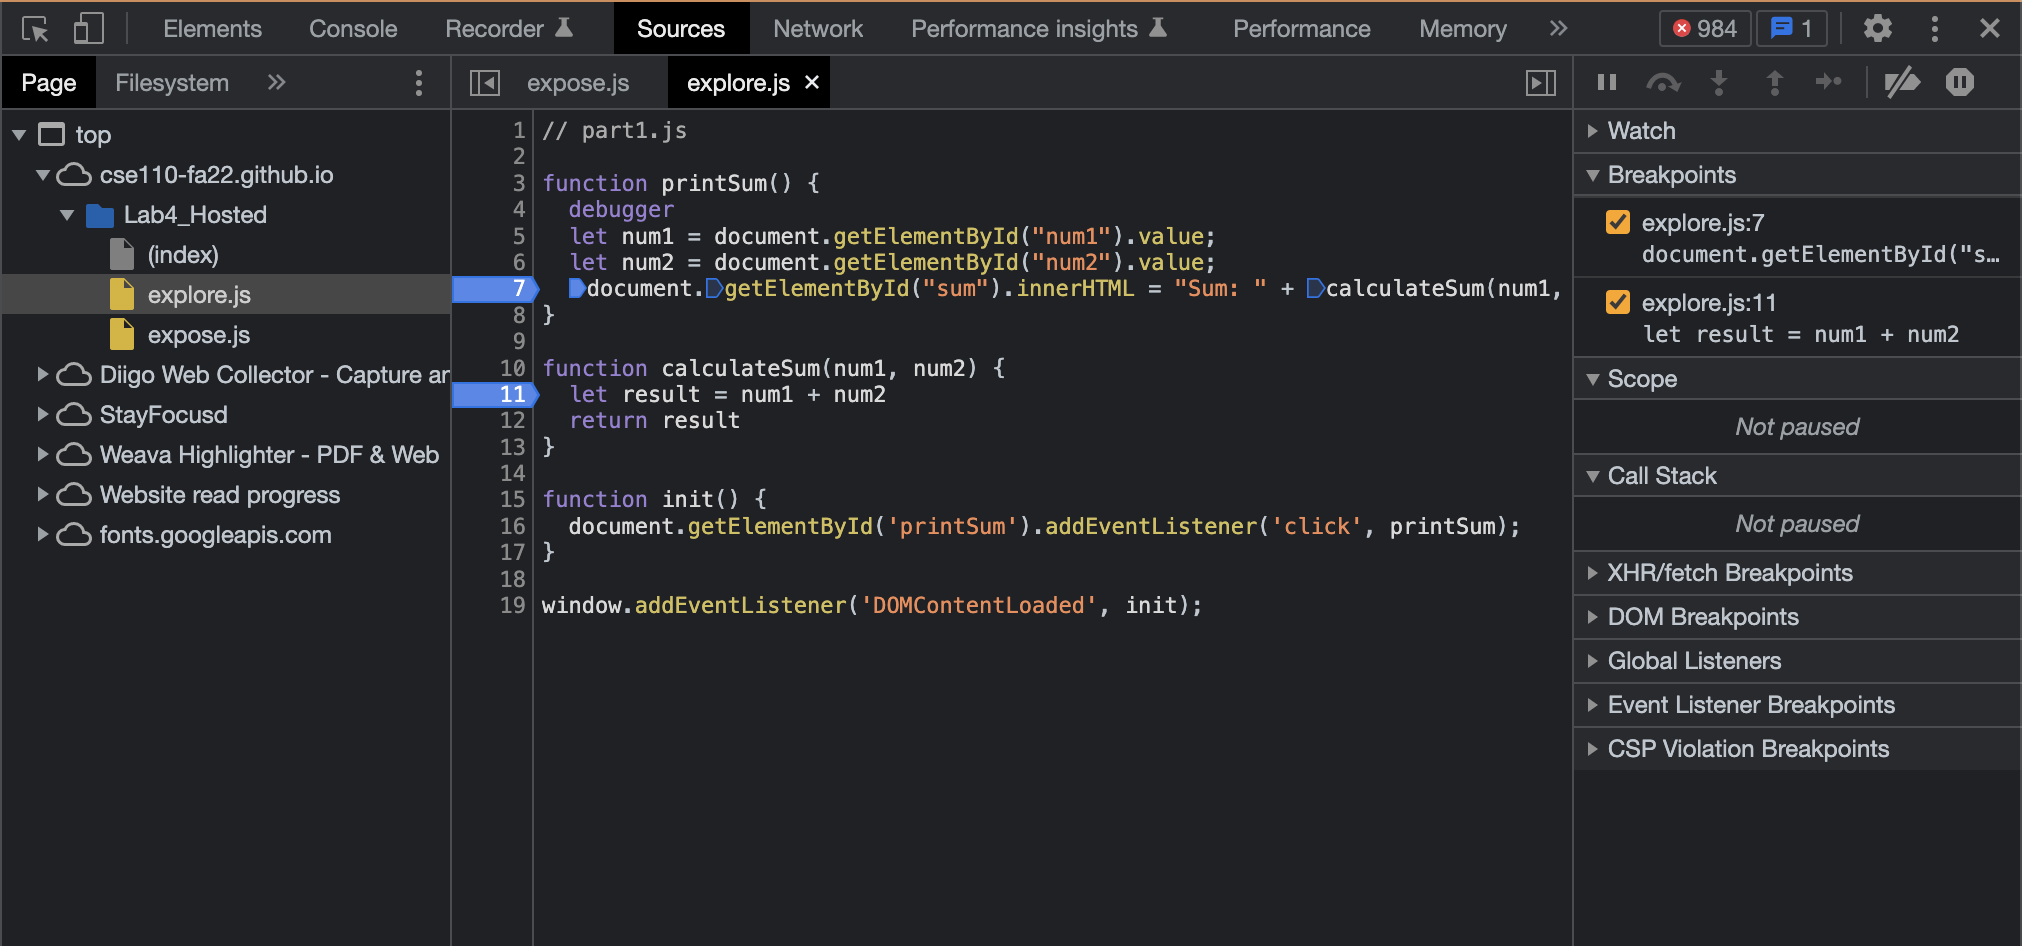 Elements Console Recorder Sources Network Performance insights Performance Memory 984 1
Page Filesystem
top
cse110-fa22.github.io
Lab4_Hosted
(index)
explore.js
expose.js
Diigo Web Collector - Capture ar
StayFocusd
Weava Highlighter - PDF & Web
Website read progress
fonts.googleapis.com
expose.js explore.js
1 // part1.js
2
3 function printSum() {
4 debugger
5 let num1 = document.getElementById("num1").value;
6 let num2 = document.getElementById("num2").value;
7 document.getElementById("sum").innerHTML = "Sum: " + calculateSum(num1,
8 }
9
10 function calculateSum(num1, num2) {
11 let result = num1 + num2
12 return result
13 }
14
15 function init() {
16 document.getElementById('printSum').addEventListener('click', printSum);
17 }
18
19 window.addEventListener('DOMContentLoaded', init);
Watch
Breakpoints
explore.js:7
document.getElementById("s…
explore.js:11
let result = num1 + num2
Scope
Not paused
Call Stack
Not paused
XHR/fetch Breakpoints
DOM Breakpoints
Global Listeners
Event Listener Breakpoints
CSP Violation Breakpoints